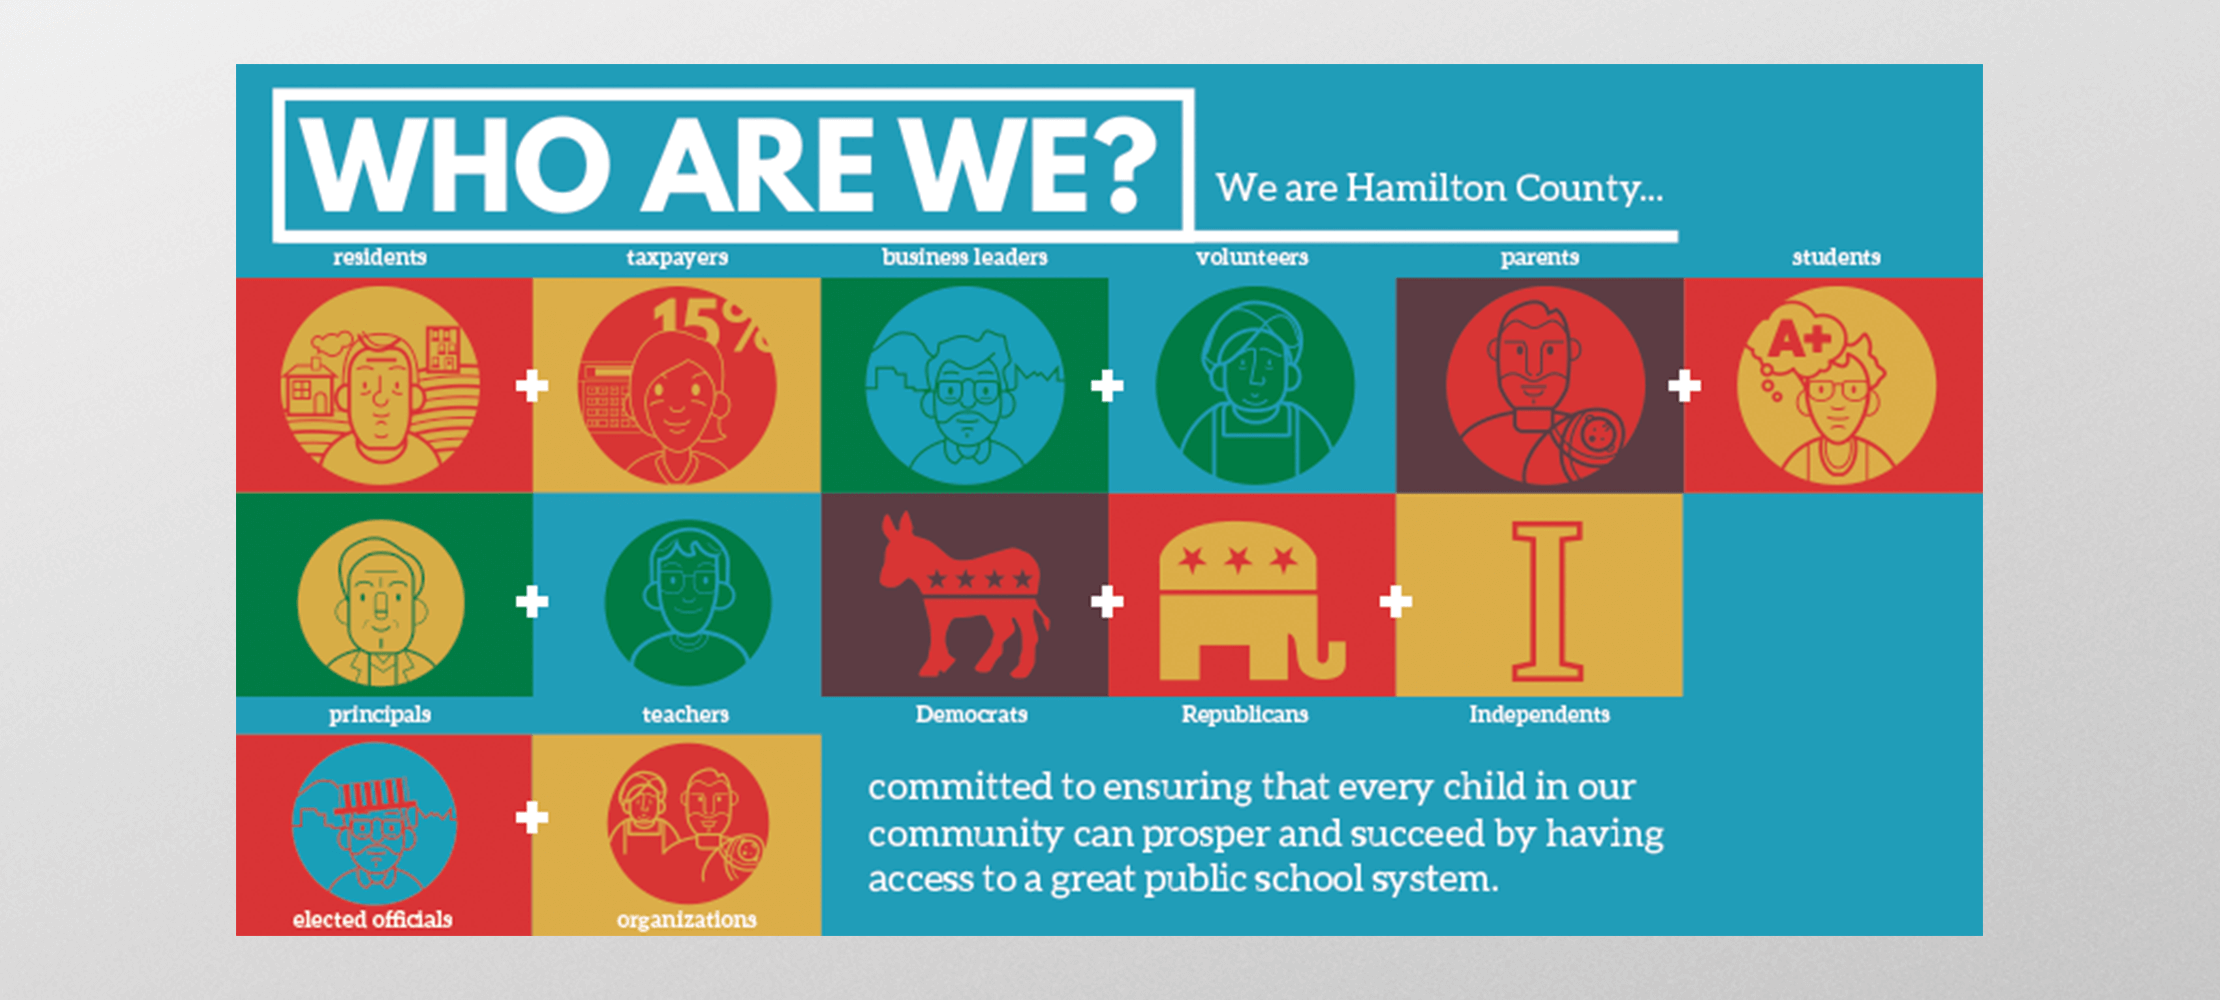 WHO ARE WE?
We are Hamilton County...
residents
taxpayers
business leaders
volunteers
parents
students
15%
A+
I
principals
teachers
Democrats
Republicans
Independents
committed to ensuring that every child in our
community can prosper and succeed by having
access to a great public school system.
elected officials
organizations